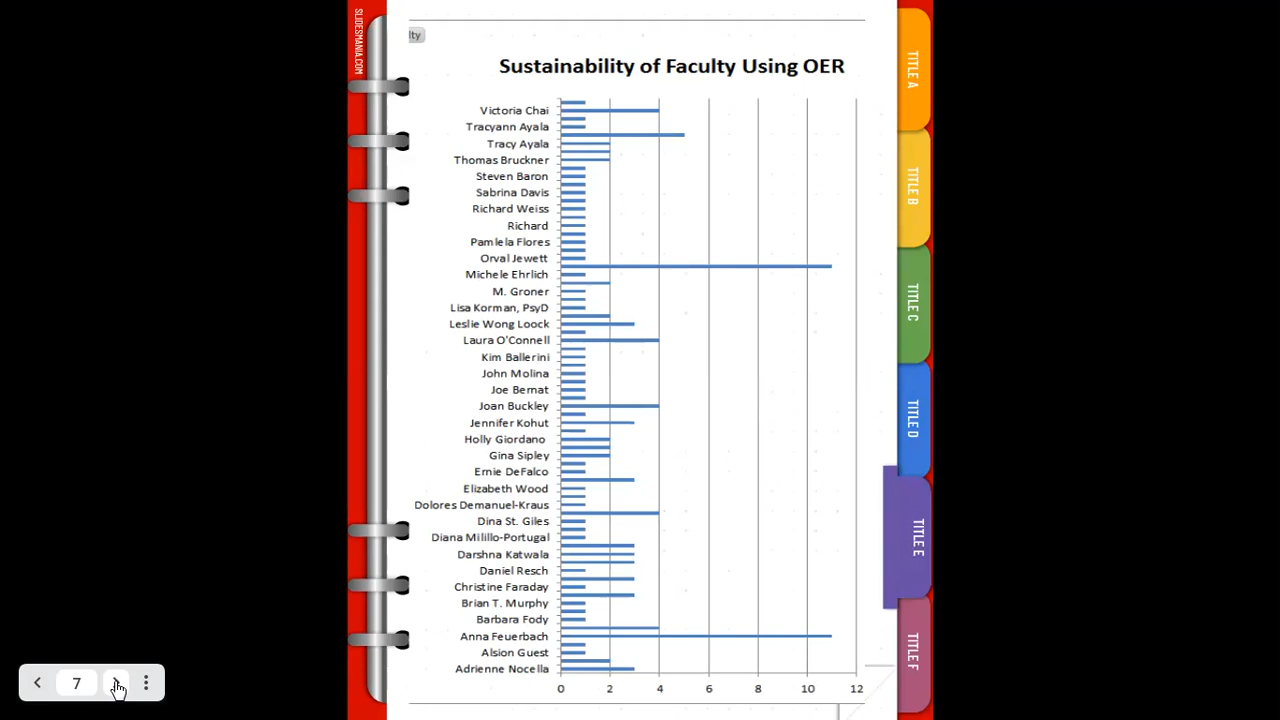 SLIDESMANIA.COM
lty
Sustainability of Faculty Using OER
Victoria Chai
Tracyann Ayala
Tracy Ayala
Thomas Bruckner
Steven Baron
Sabrina Davis
Richard Weiss
Richard
Pamlela Flores
Orval Jewett
Michele Ehrlich
M. Groner
Lisa Korman, PsyD
Leslie Wong Loock
Laura O'Connell
Kim Ballerini
John Molina
Joe Bernat
Joan Buckley
Jennifer Kohut
Holly Giordano
Gina Sipley
Ernie DeFalco
Elizabeth Wood
Dolores Demanuel-Kraus
Dina St. Giles
Diana Milillo-Portugal
Darshna Katwala
Daniel Resch
Christine Faraday
Brian T. Murphy
Barbara Fody
Anna Feuerbach
Alsion Guest
Adrienne Nocella
0 2 4 6 8 10 12
TITLE A
TITLE B
TITLE C
TITLE D
TITLE E
TITLE F
7